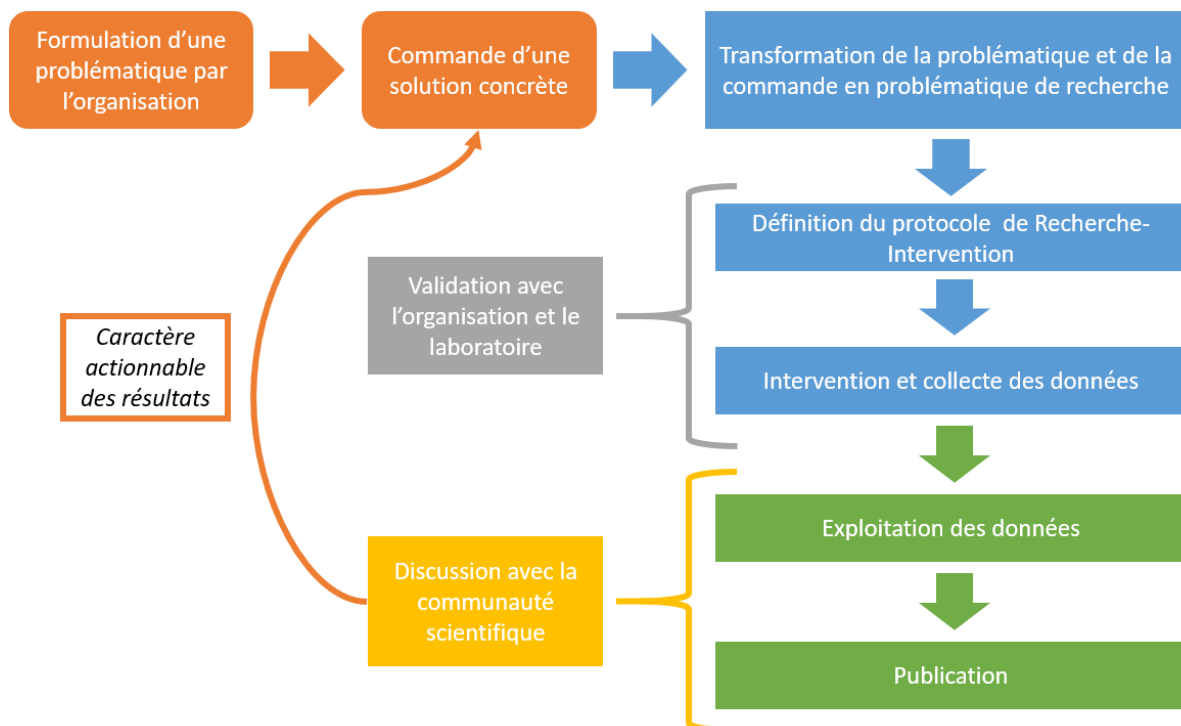 Formulation d’une
problématique par
l’organisation
Commande d’une
solution concrète
Transformation de la problématique et de la
commande en problématique de recherche
Définition du protocole  de Recherche-
Intervention
Validation avec
l’organisation et le
laboratoire
Intervention et collecte des données
Caractère
actionnable
des résultats
Exploitation des données
Discussion avec la
communauté
scientifique
Publication